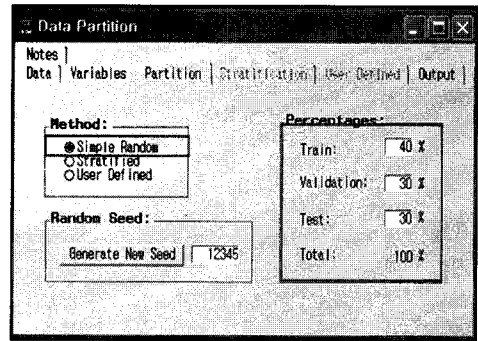 Data Partition
Notes
Data Variables Partition Stratification User Defined Output
Method:
Simple Random
Stratified
User Defined
Random Seed:
Generate New Seed 12345
Percentages:
Train: 40 %
Validation: 30 %
Test: 30 %
Total: 100 %